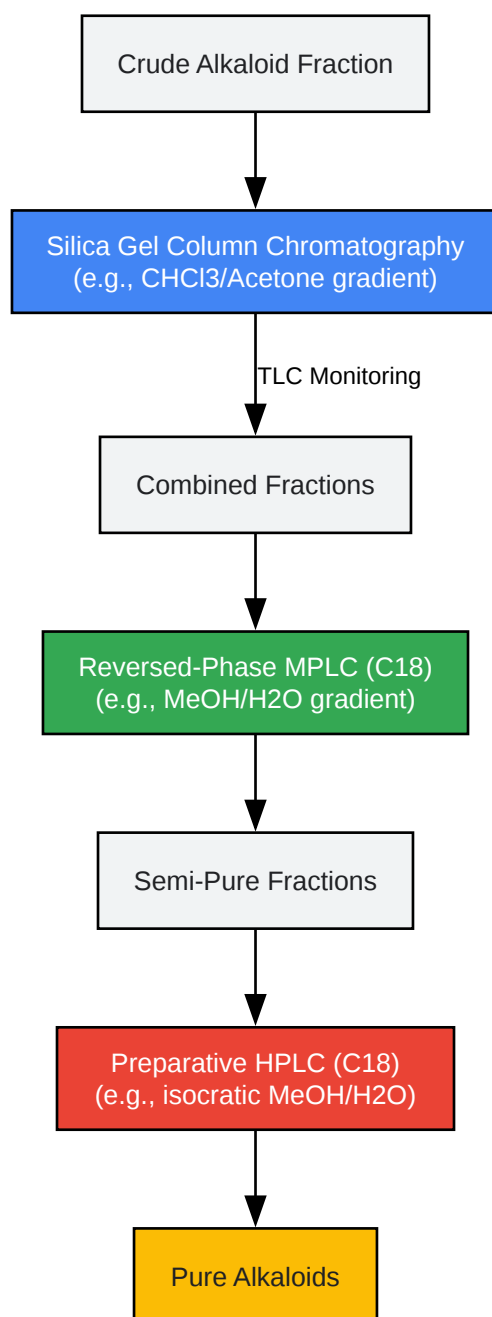 Crude Alkaloid Fraction
Silica Gel Column Chromatography
(e.g., CHCl3/Acetone gradient)
TLC Monitoring
Combined Fractions
Reversed-Phase MPLC (C18)
(e.g., MeOH/H2O gradient)
Semi-Pure Fractions
Preparative HPLC (C18)
(e.g., isocratic MeOH/H2O)
Pure Alkaloids